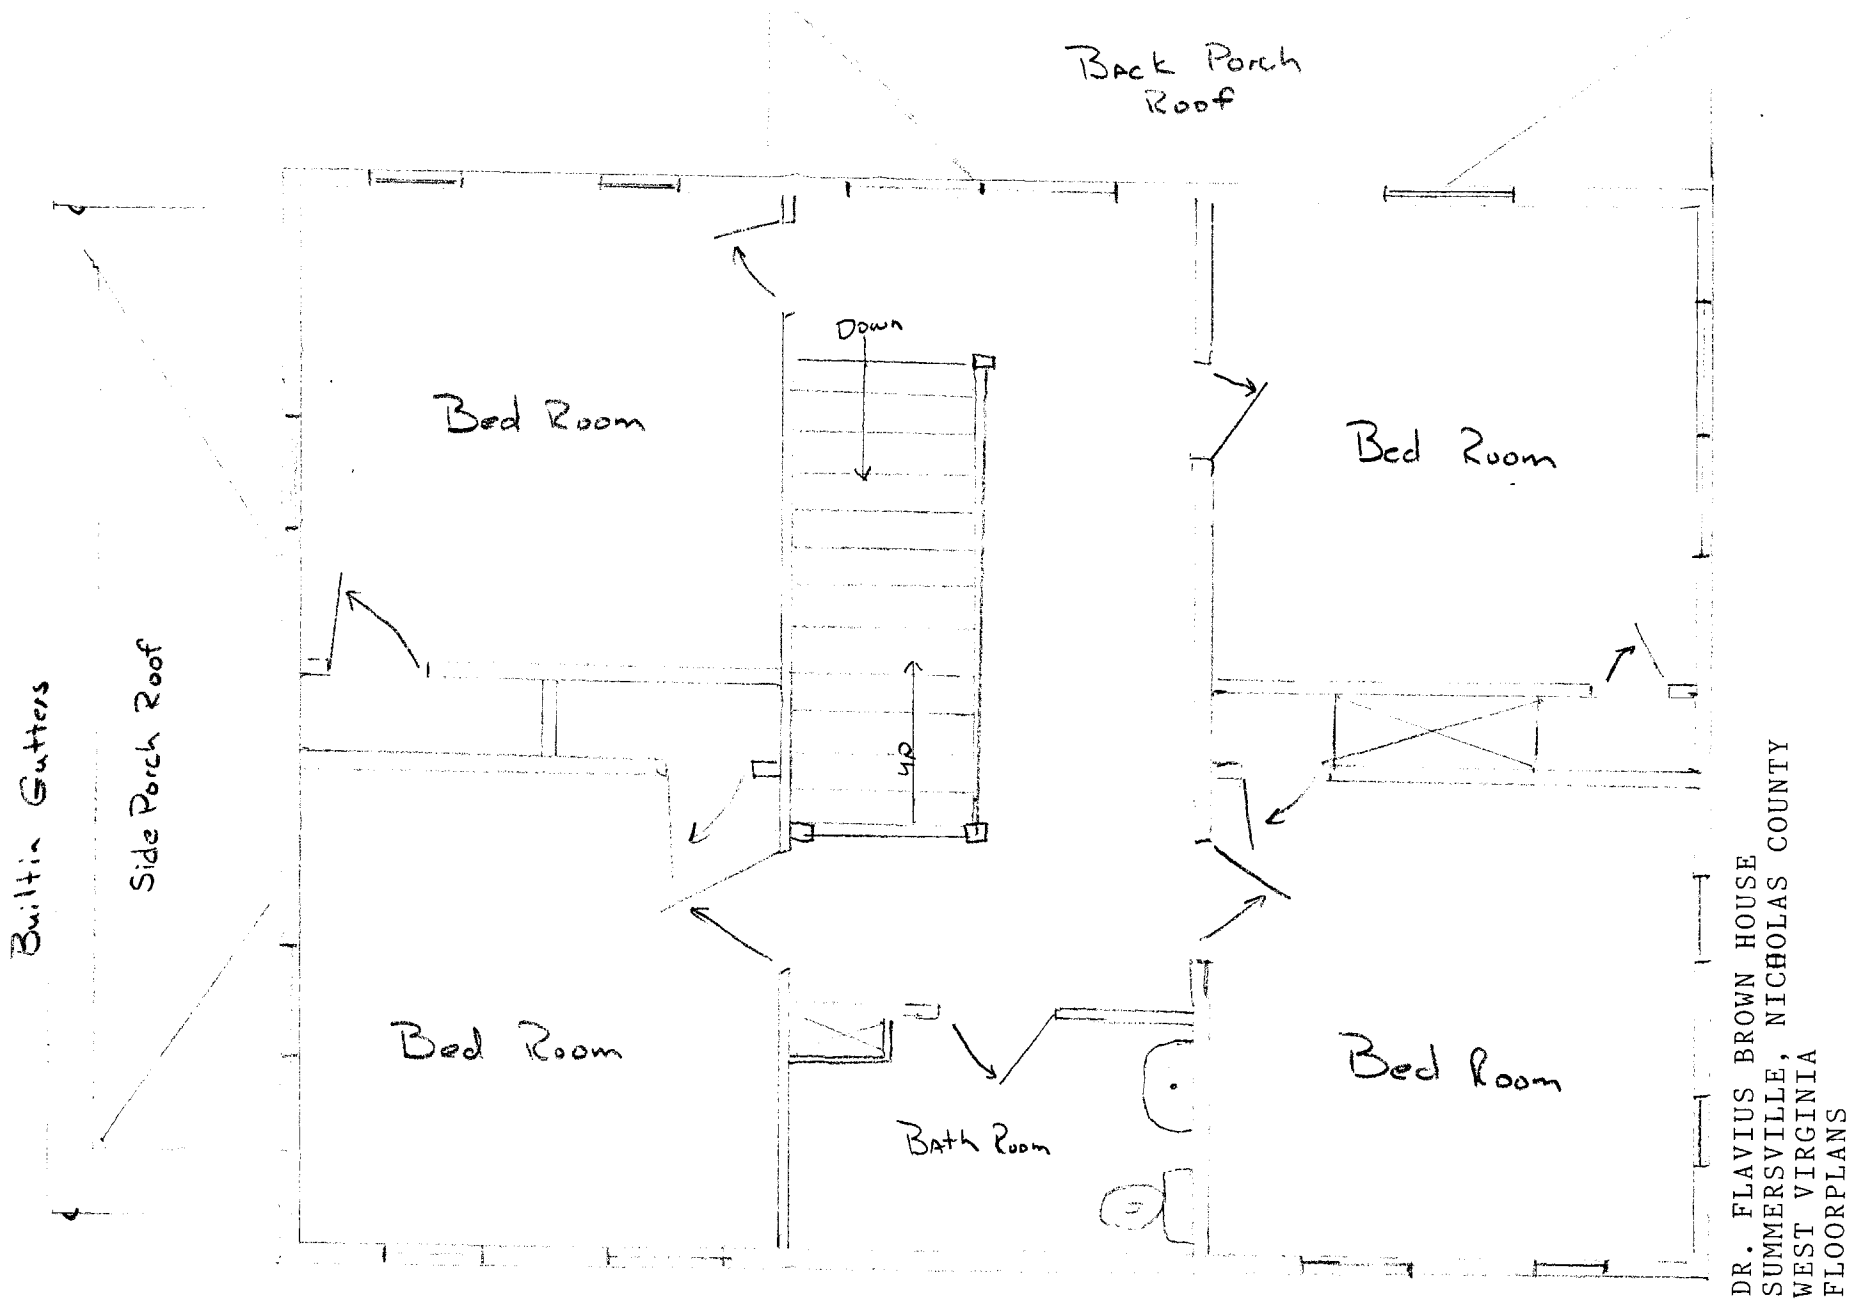 Back Porch
Roof
Down
Bed Room
Bed Room
up
Builtin Gutters
Side Porch Roof
Bed Room
Bath Room
Bed Room
DR. FLAVIUS BROWN HOUSE
SUMMERSVILLE, NICHOLAS COUNTY
WEST VIRGINIA
FLOORPLANS